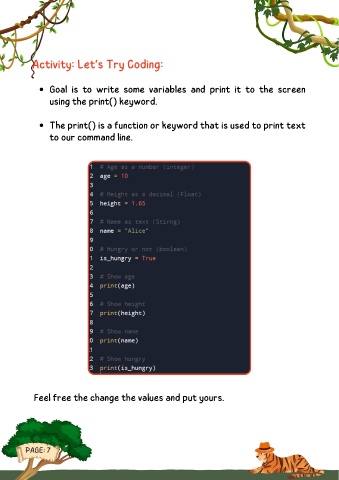 Activity: Let's Try Coding:
• Goal is to write some variables and print it to the screen
using the print() keyword.
• The print() is a function or keyword that is used to print text
to our command line.
1 # Age as a number (integer)
2 age = 10
3
4 # Height as a decimal (Float)
5 height = 1.65
6
7 # Name as text (Stirng)
8 name = "Alice"
9
0 # Hungry or not (boolean)
1 is_hungry = True
2
3 # Show age
4 print(age)
5
6 # Show height
7 print(height)
8
9 # Show name
0 print(name)
1
2 # Show hungry
3 print(is_hungry)
Feel free the change the values and put yours.
PAGE: 7